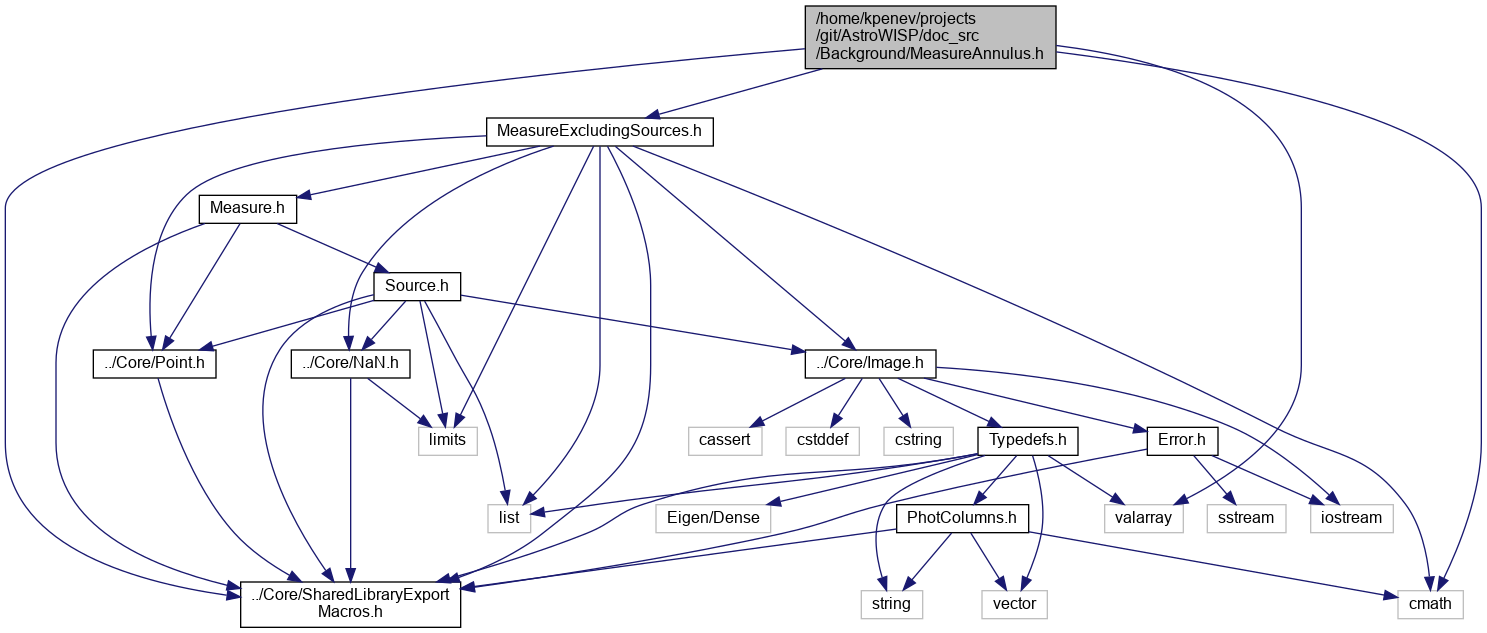 /home/kpenev/projects
/git/AstroWISP/doc_src
/Background/MeasureAnnulus.h
MeasureExcludingSources.h
Measure.h
Source.h
../Core/Point.h
../Core/NaN.h
../Core/Image.h
limits
cassert
cstddef
cstring
Typedefs.h
Error.h
list
Eigen/Dense
PhotColumns.h
valarray
sstream
iostream
../Core/SharedLibraryExport
Macros.h
string
vector
cmath